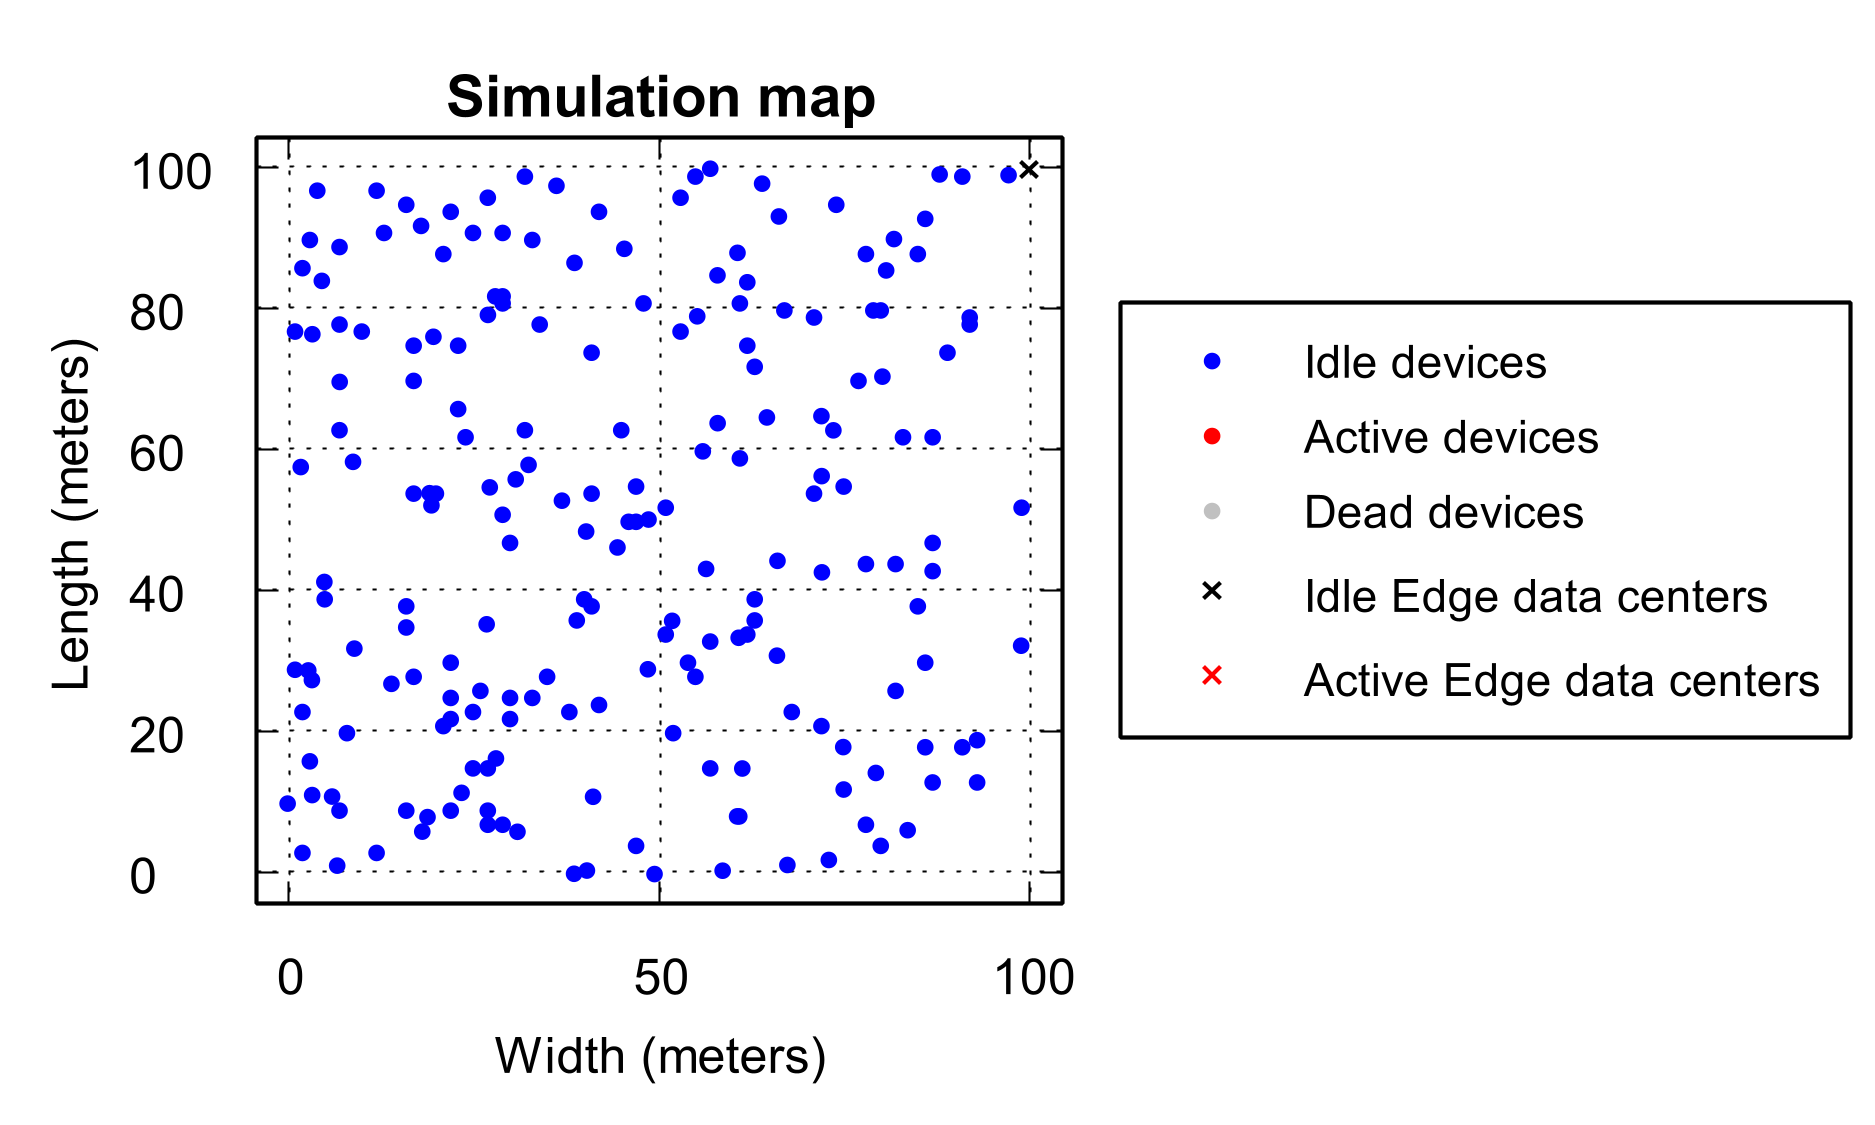 Simulation map
100
80
60
40
20
0
Length (meters)
0 50 100
Width (meters)
Idle devices
Active devices
Dead devices
Idle Edge data centers
Active Edge data centers